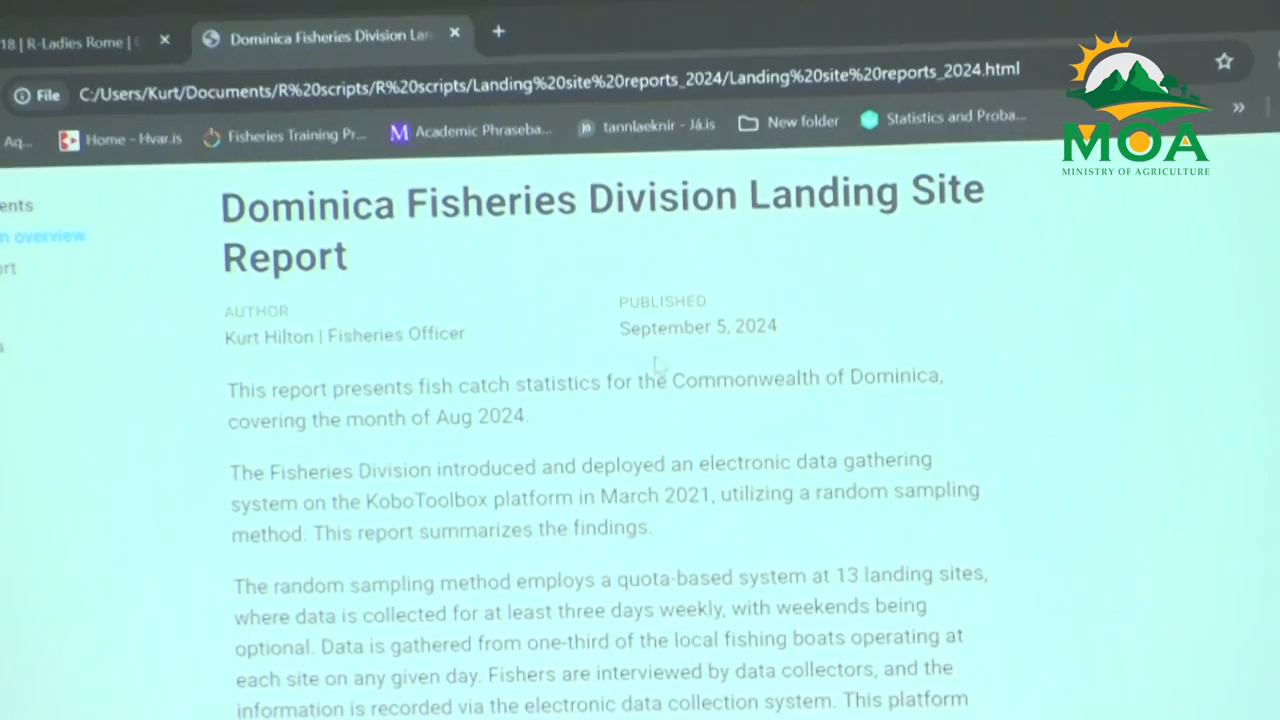 18 | R-Ladies Rome |
Dominica Fisheries Division Lan
File
C:/Users/Kurt/Documents/R%20scripts/R%20scripts/Landing%20site%20reports_2024/Landing%20site%20reports_2024.html
Aq...
Home - Hvar.is
Fisheries Training Pr...
M Academic Phraseba...
tannlaeknir - Já.is
New folder
Statistics and Proba...
»
MOA
MINISTRY OF AGRICULTURE
ents
n overview
ort
s
Dominica Fisheries Division Landing Site
Report
AUTHOR
Kurt Hilton | Fisheries Officer
PUBLISHED
September 5, 2024
This report presents fish catch statistics for the Commonwealth of Dominica,
covering the month of Aug 2024.
The Fisheries Division introduced and deployed an electronic data gathering
system on the KoboToolbox platform in March 2021, utilizing a random sampling
method. This report summarizes the findings.
The random sampling method employs a quota-based system at 13 landing sites,
where data is collected for at least three days weekly, with weekends being
optional. Data is gathered from one-third of the local fishing boats operating at
each site on any given day. Fishers are interviewed by data collectors, and the
information is recorded via the electronic data collection system. This platform